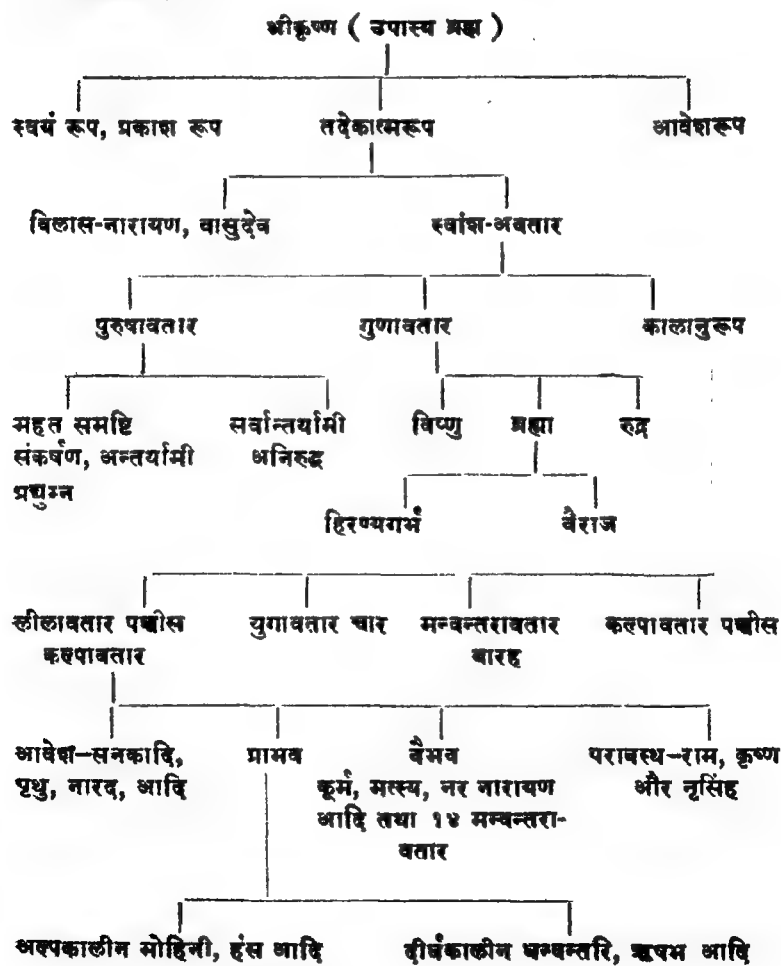 श्रीकृष्ण ( उपास्य ब्रह्म )
स्वयं रूप, प्रकाश रूप तदेकात्मरूप आवेशरूप
विलास-नारायण, वासुदेव स्वांश-अवतार
पुरुषावतार गुणावतार कालानुरूप
महत समष्टि सर्वान्तर्यामी विष्णु ब्रह्मा रुद्र
संकर्षण, अन्तर्यामी अनिरुद्ध
प्रद्युम्न
हिरण्यगर्भ वैराज
लीलावतार पच्चीस युगावतार चार मन्वन्तरावतार कल्पावतार पच्चीस
कल्पावतार बारह
आवेश-सनकादि, प्राभव वैभव परावस्थ-राम, कृष्ण
पृथु, नारद, आदि कूर्म, मत्स्य, नर नारायण और नृसिंह
आदि तथा १४ मन्वन्तरा-
वतार
अल्पकालीन मोहिनी, हंस आदि दीर्घकालीन धन्वन्तरि, ऋषभ आदि